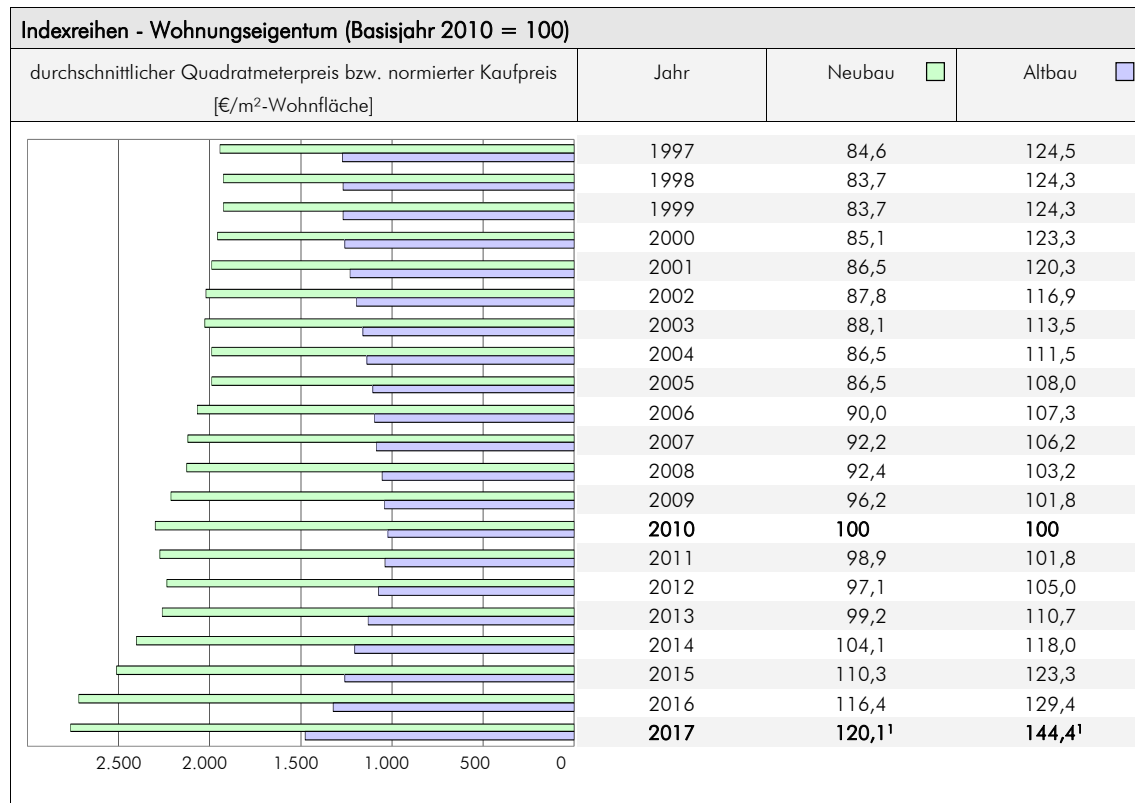 Indexreihen - Wohnungseigentum (Basisjahr 2010 = 100)
durchschnittlicher Quadratmeterpreis bzw. normierter Kaufpreis [€/m²-Wohnfläche] Jahr Neubau Altbau
1997 84,6 124,5
1998 83,7 124,3
1999 83,7 124,3
2000 85,1 123,3
2001 86,5 120,3
2002 87,8 116,9
2003 88,1 113,5
2004 86,5 111,5
2005 86,5 108,0
2006 90,0 107,3
2007 92,2 106,2
2008 92,4 103,2
2009 96,2 101,8
2010 100 100
2011 98,9 101,8
2012 97,1 105,0
2013 99,2 110,7
2014 104,1 118,0
2015 110,3 123,3
2016 116,4 129,4
2017 120,1¹ 144,4¹
2.500 2.000 1.500 1.000 500 0